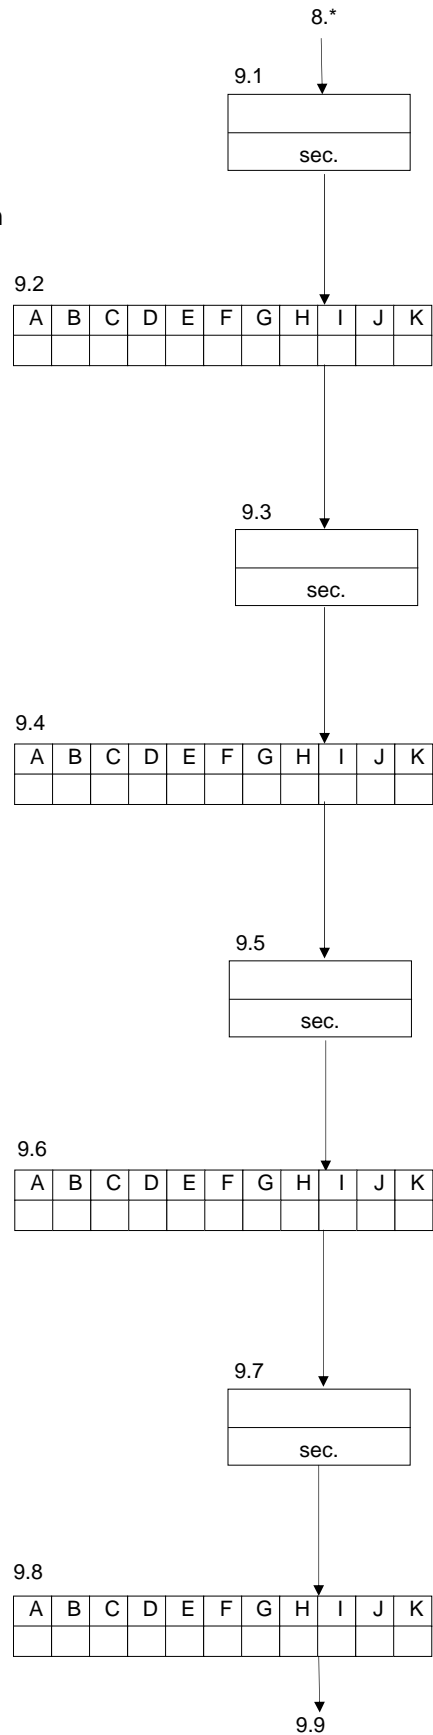 8.*
9.1
sec.
9.2
A B C D E F G H I J K
9.3
sec.
9.4
A B C D E F G H I J K
9.5
sec.
9.6
A B C D E F G H I J K
9.7
sec.
9.8
A B C D E F G H I J K
9.9